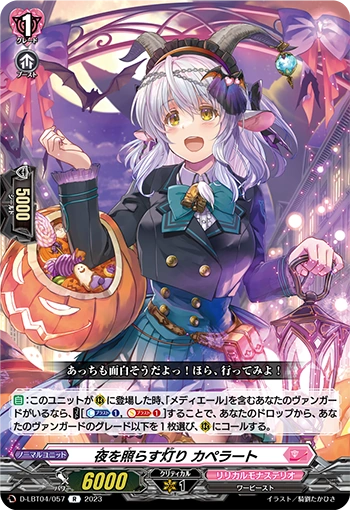 グレード
1
ブースト
シールド
5000
あっちも面白そうだよっ！ほら、行ってみよ！
自：このユニットがRに登場した時、「メディエール」を含むあなたのヴァンガードがいるなら、コスト[カウンターブラスト1,ソウルブラスト1]することで、あなたのドロップから、あなたのヴァンガードのグレード以下を1枚選び、Rにコールする。
ノーマルユニット
夜を照らす灯り カペラート
パワー
6000
クリティカル
1
リリカルモナステリオ
ワービースト
D-LBT04/057 R 2023
イラスト/騎羅たかひさ